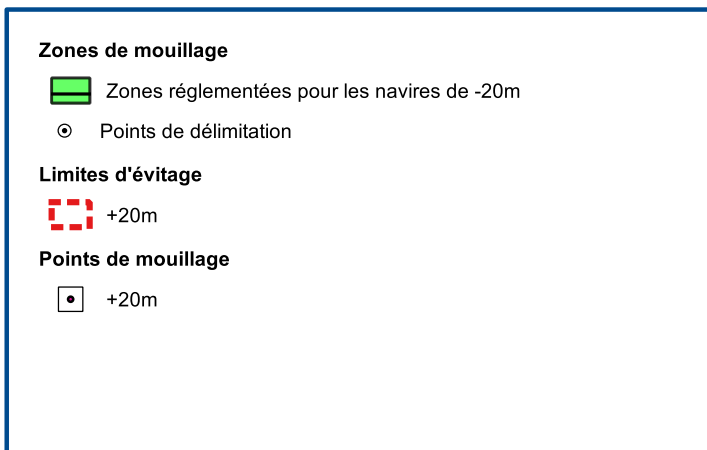 Zones de mouillage
Zones réglementées pour les navires de -20m
Points de délimitation
Limites d'évitage
+20m
Points de mouillage
+20m